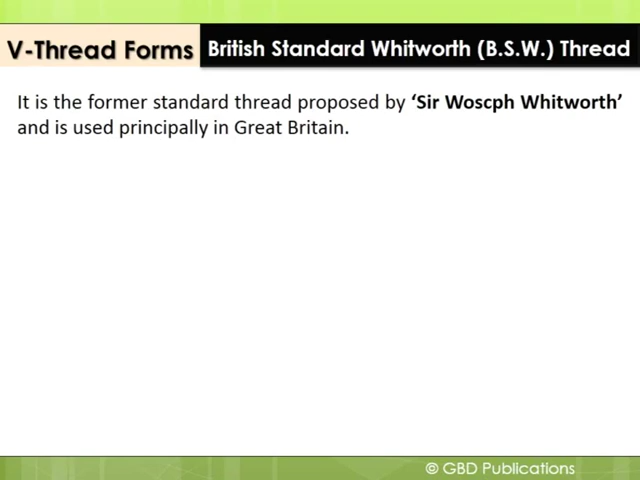 V-Thread Forms British Standard Whitworth (B.S.W.) Thread
It is the former standard thread proposed by ‘Sir Woscph Whitworth’
and is used principally in Great Britain.
© GBD Publications